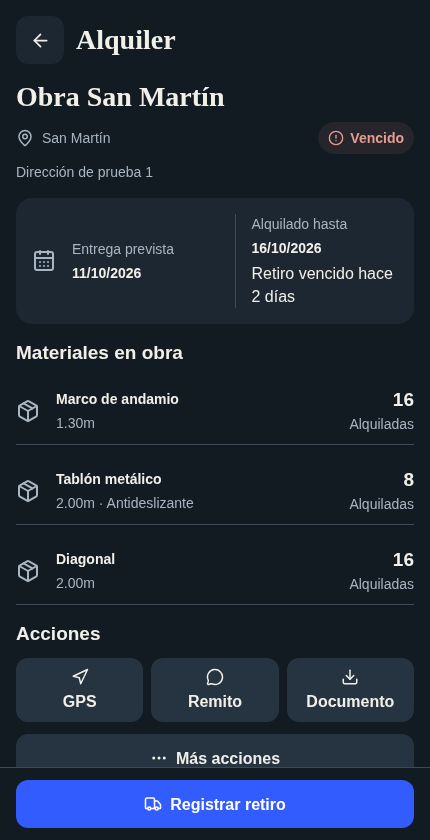 Alquiler
Obra San Martín
San Martín
Vencido
Dirección de prueba 1
Entrega prevista
11/10/2026
Alquilado hasta
16/10/2026
Retiro vencido hace
2 días
Materiales en obra
Marco de andamio
1.30m
16
Alquiladas
Tablón metálico
2.00m · Antideslizante
8
Alquiladas
Diagonal
2.00m
16
Alquiladas
Acciones
GPS
Remito
Documento
Más acciones
Registrar retiro